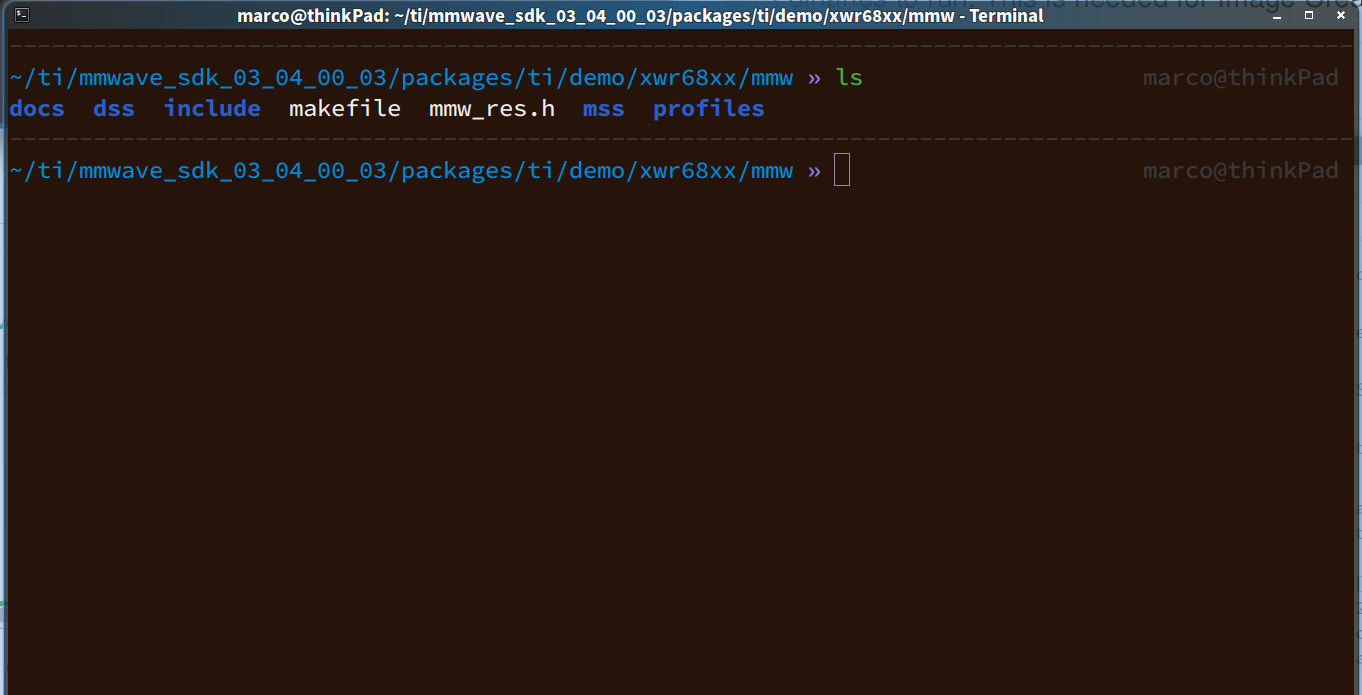 marco@thinkPad: ~/ti/mmwave_sdk_03_04_00_03/packages/ti/demo/xwr68xx/mmw - Terminal
~/ti/mmwave_sdk_03_04_00_03/packages/ti/demo/xwr68xx/mmw » ls marco@thinkPad
docs dss include makefile mmw_res.h mss profiles
~/ti/mmwave_sdk_03_04_00_03/packages/ti/demo/xwr68xx/mmw » marco@thinkPad